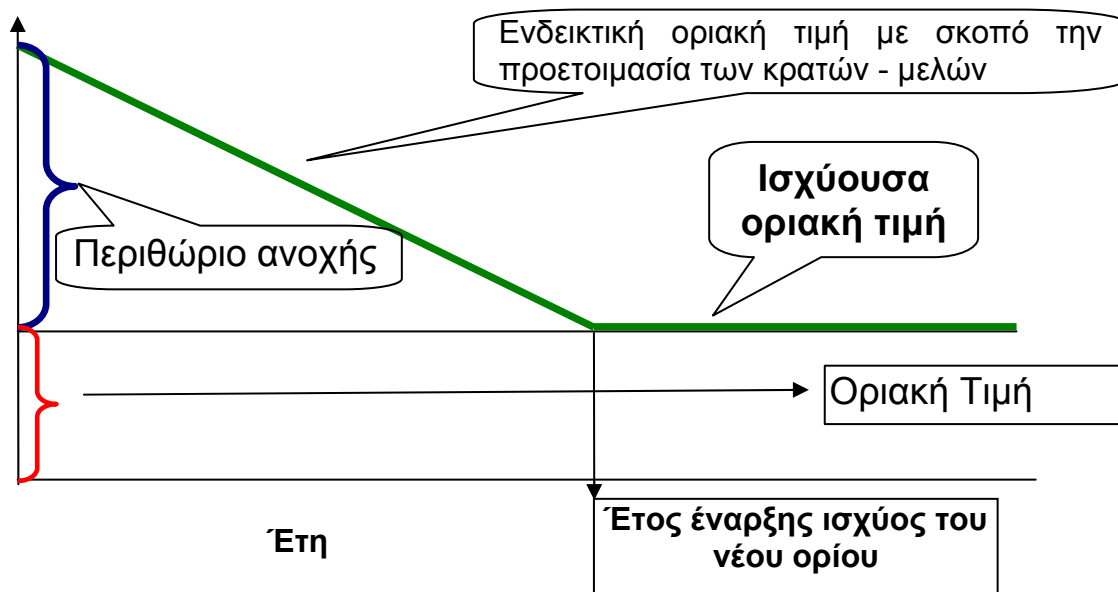 Ενδεικτική οριακή τιμή με σκοπό την
προετοιμασία των κρατών - μελών
Ισχύουσα
οριακή τιμή
Περιθώριο ανοχής
Οριακή Τιμή
Έτη
Έτος έναρξης ισχύος του
νέου ορίου